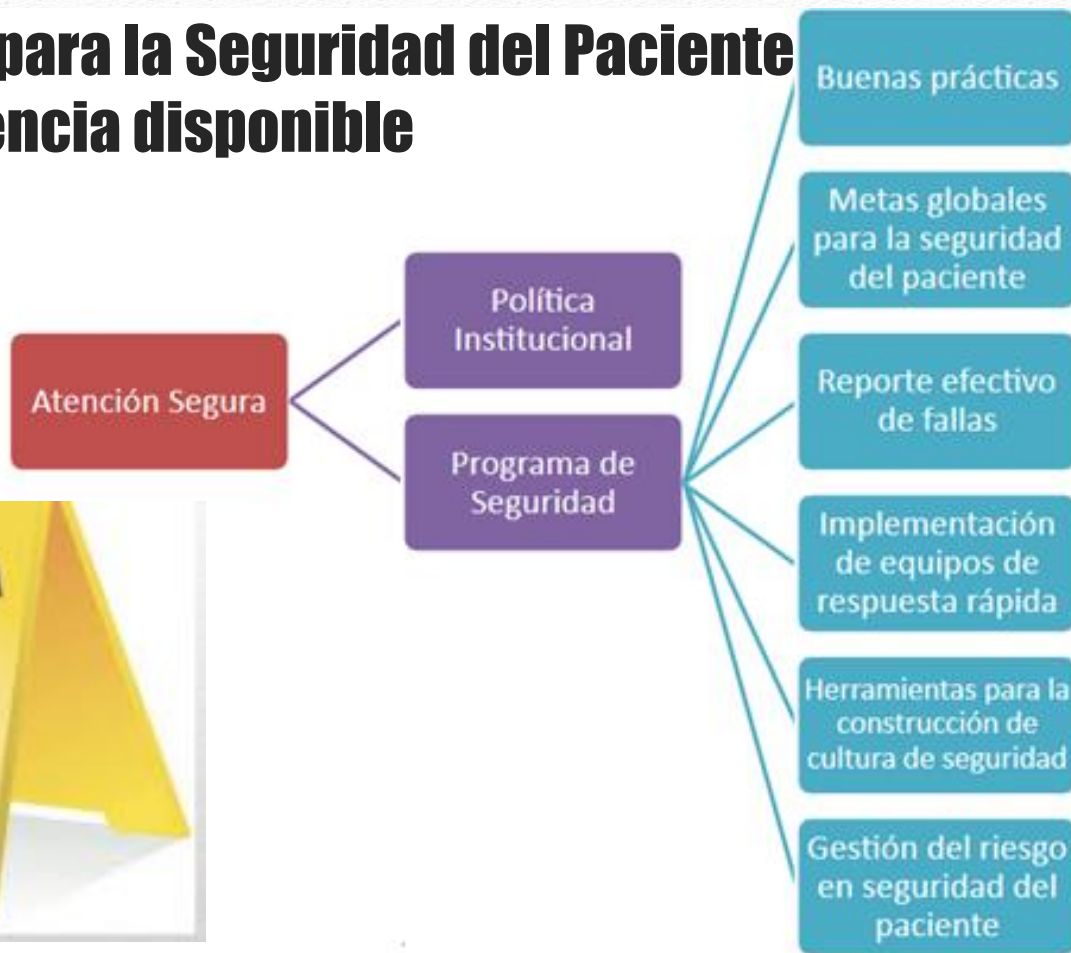 para la Seguridad del Paciente
encia disponible
Atención Segura
Política
Institucional
Programa de
Seguridad
Buenas prácticas
Metas globales
para la seguridad
del paciente
Reporte efectivo
de fallas
Implementación
de equipos de
respuesta rápida
Herramientas para la
construcción de
cultura de seguridad
Gestión del riesgo
en seguridad del
paciente